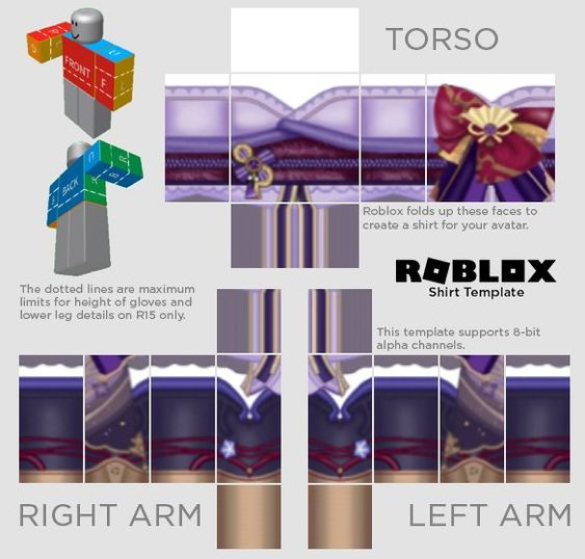 TORSO
FRONT
F
L
U
BACK
Roblox folds up these faces to
create a shirt for your avatar.
ROBLOX
Shirt Template
The dotted lines are maximum
limits for height of gloves and
lower leg details on R15 only.
This template supports 8-bit
alpha channels.
RIGHT ARM
LEFT ARM